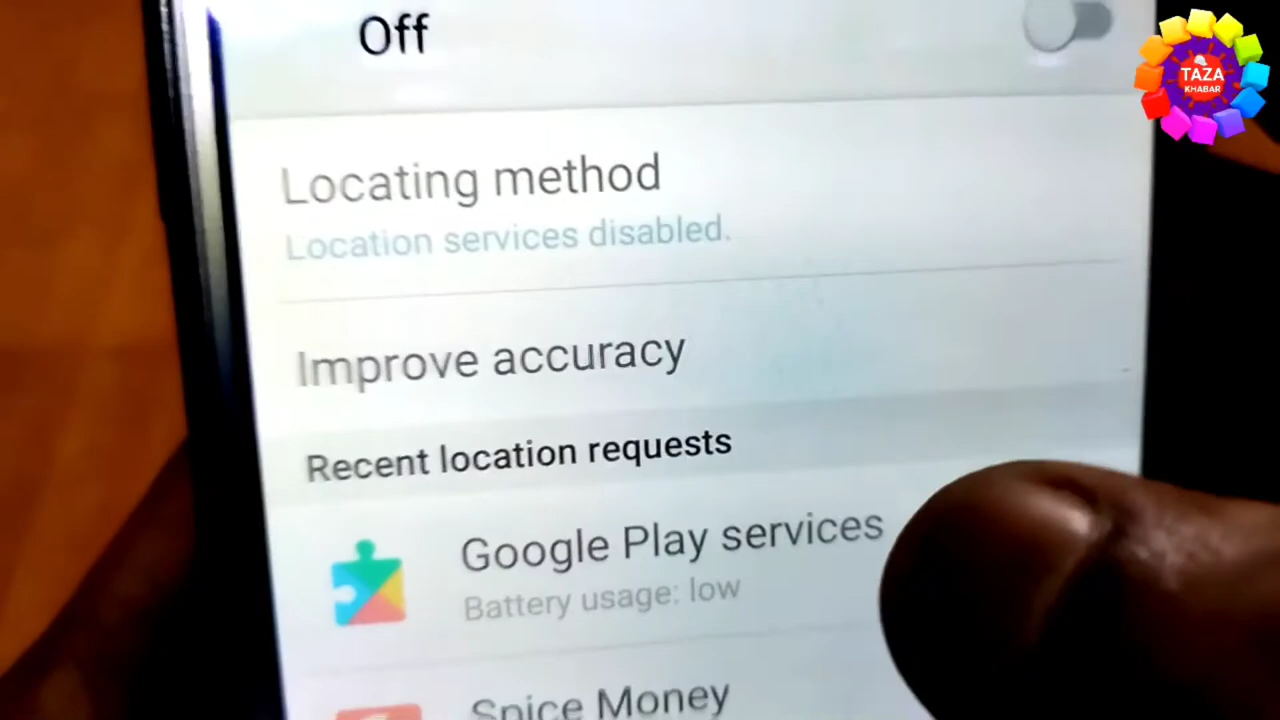 Off
TAZA
KHABAR
Locating method
Location services disabled.
Improve accuracy
Recent location requests
Google Play services
Battery usage: low
Spice Money